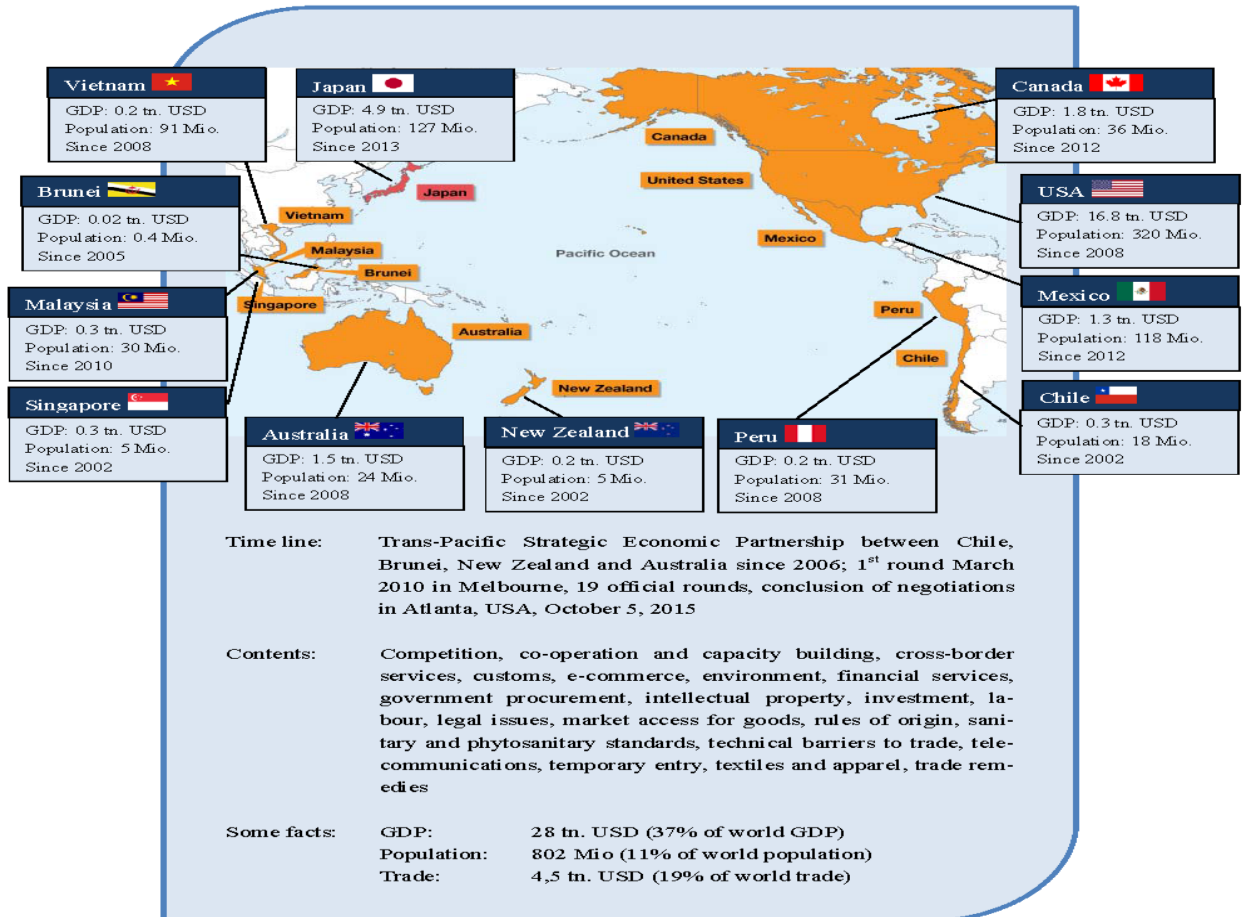 Vietnam
GDP: 0.2 tn. USD
Population: 91 Mio.
Since 2008
Japan
GDP: 4.9 tn. USD
Population: 127 Mio.
Since 2013
Canada
GDP: 1.8 tn. USD
Population: 36 Mio.
Since 2012
Brunei
GDP: 0.02 tn. USD
Population: 0.4 Mio.
Since 2005
USA
GDP: 16.8 tn. USD
Population: 320 Mio.
Since 2008
Malaysia
GDP: 0.3 tn. USD
Population: 30 Mio.
Since 2010
Mexico
GDP: 1.3 tn. USD
Population: 118 Mio.
Since 2012
Singapore
GDP: 0.3 tn. USD
Population: 5 Mio.
Since 2002
Australia
GDP: 1.5 tn. USD
Population: 24 Mio.
Since 2008
New Zealand
GDP: 0.2 tn. USD
Population: 5 Mio.
Since 2002
Peru
GDP: 0.2 tn. USD
Population: 31 Mio.
Since 2008
Chile
GDP: 0.3 tn. USD
Population: 18 Mio.
Since 2002
Canada
United States
Japan
Vietnam
Mexico
Malaysia
Pacific Ocean
Brunei
Singapore
Peru
Australia
Chile
New Zealand
Time line: Trans-Pacific Strategic Economic Partnership between Chile,
Brunei, New Zealand and Australia since 2006; 1st round March
2010 in Melbourne, 19 official rounds, conclusion of negotiations
in Atlanta, USA, October 5, 2015
Contents: Competition, co-operation and capacity building, cross-border
services, customs, e-commerce, environment, financial services,
government procurement, intellectual property, investment, la-
bour, legal issues, market access for goods, rules of origin, sani-
tary and phytosanitary standards, technical barriers to trade, tele-
communications, temporary entry, textiles and apparel, trade rem-
edies
Some facts: GDP: 28 tn. USD (37% of world GDP)
Population: 802 Mio (11% of world population)
Trade: 4,5 tn. USD (19% of world trade)